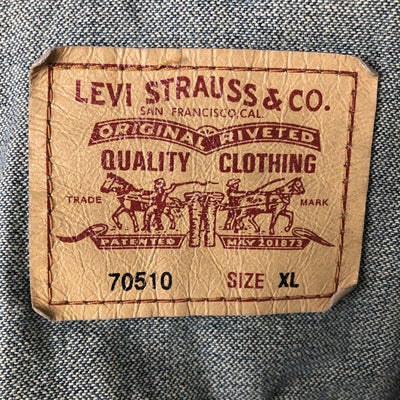 LEVI STRAUSS & CO.
SAN FRANCISCO, CAL.
ORIGINAL RIVETED
QUALITY CLOTHING
TRADE MARK
PATENTED MAY 20 1873
70510 SIZE XL